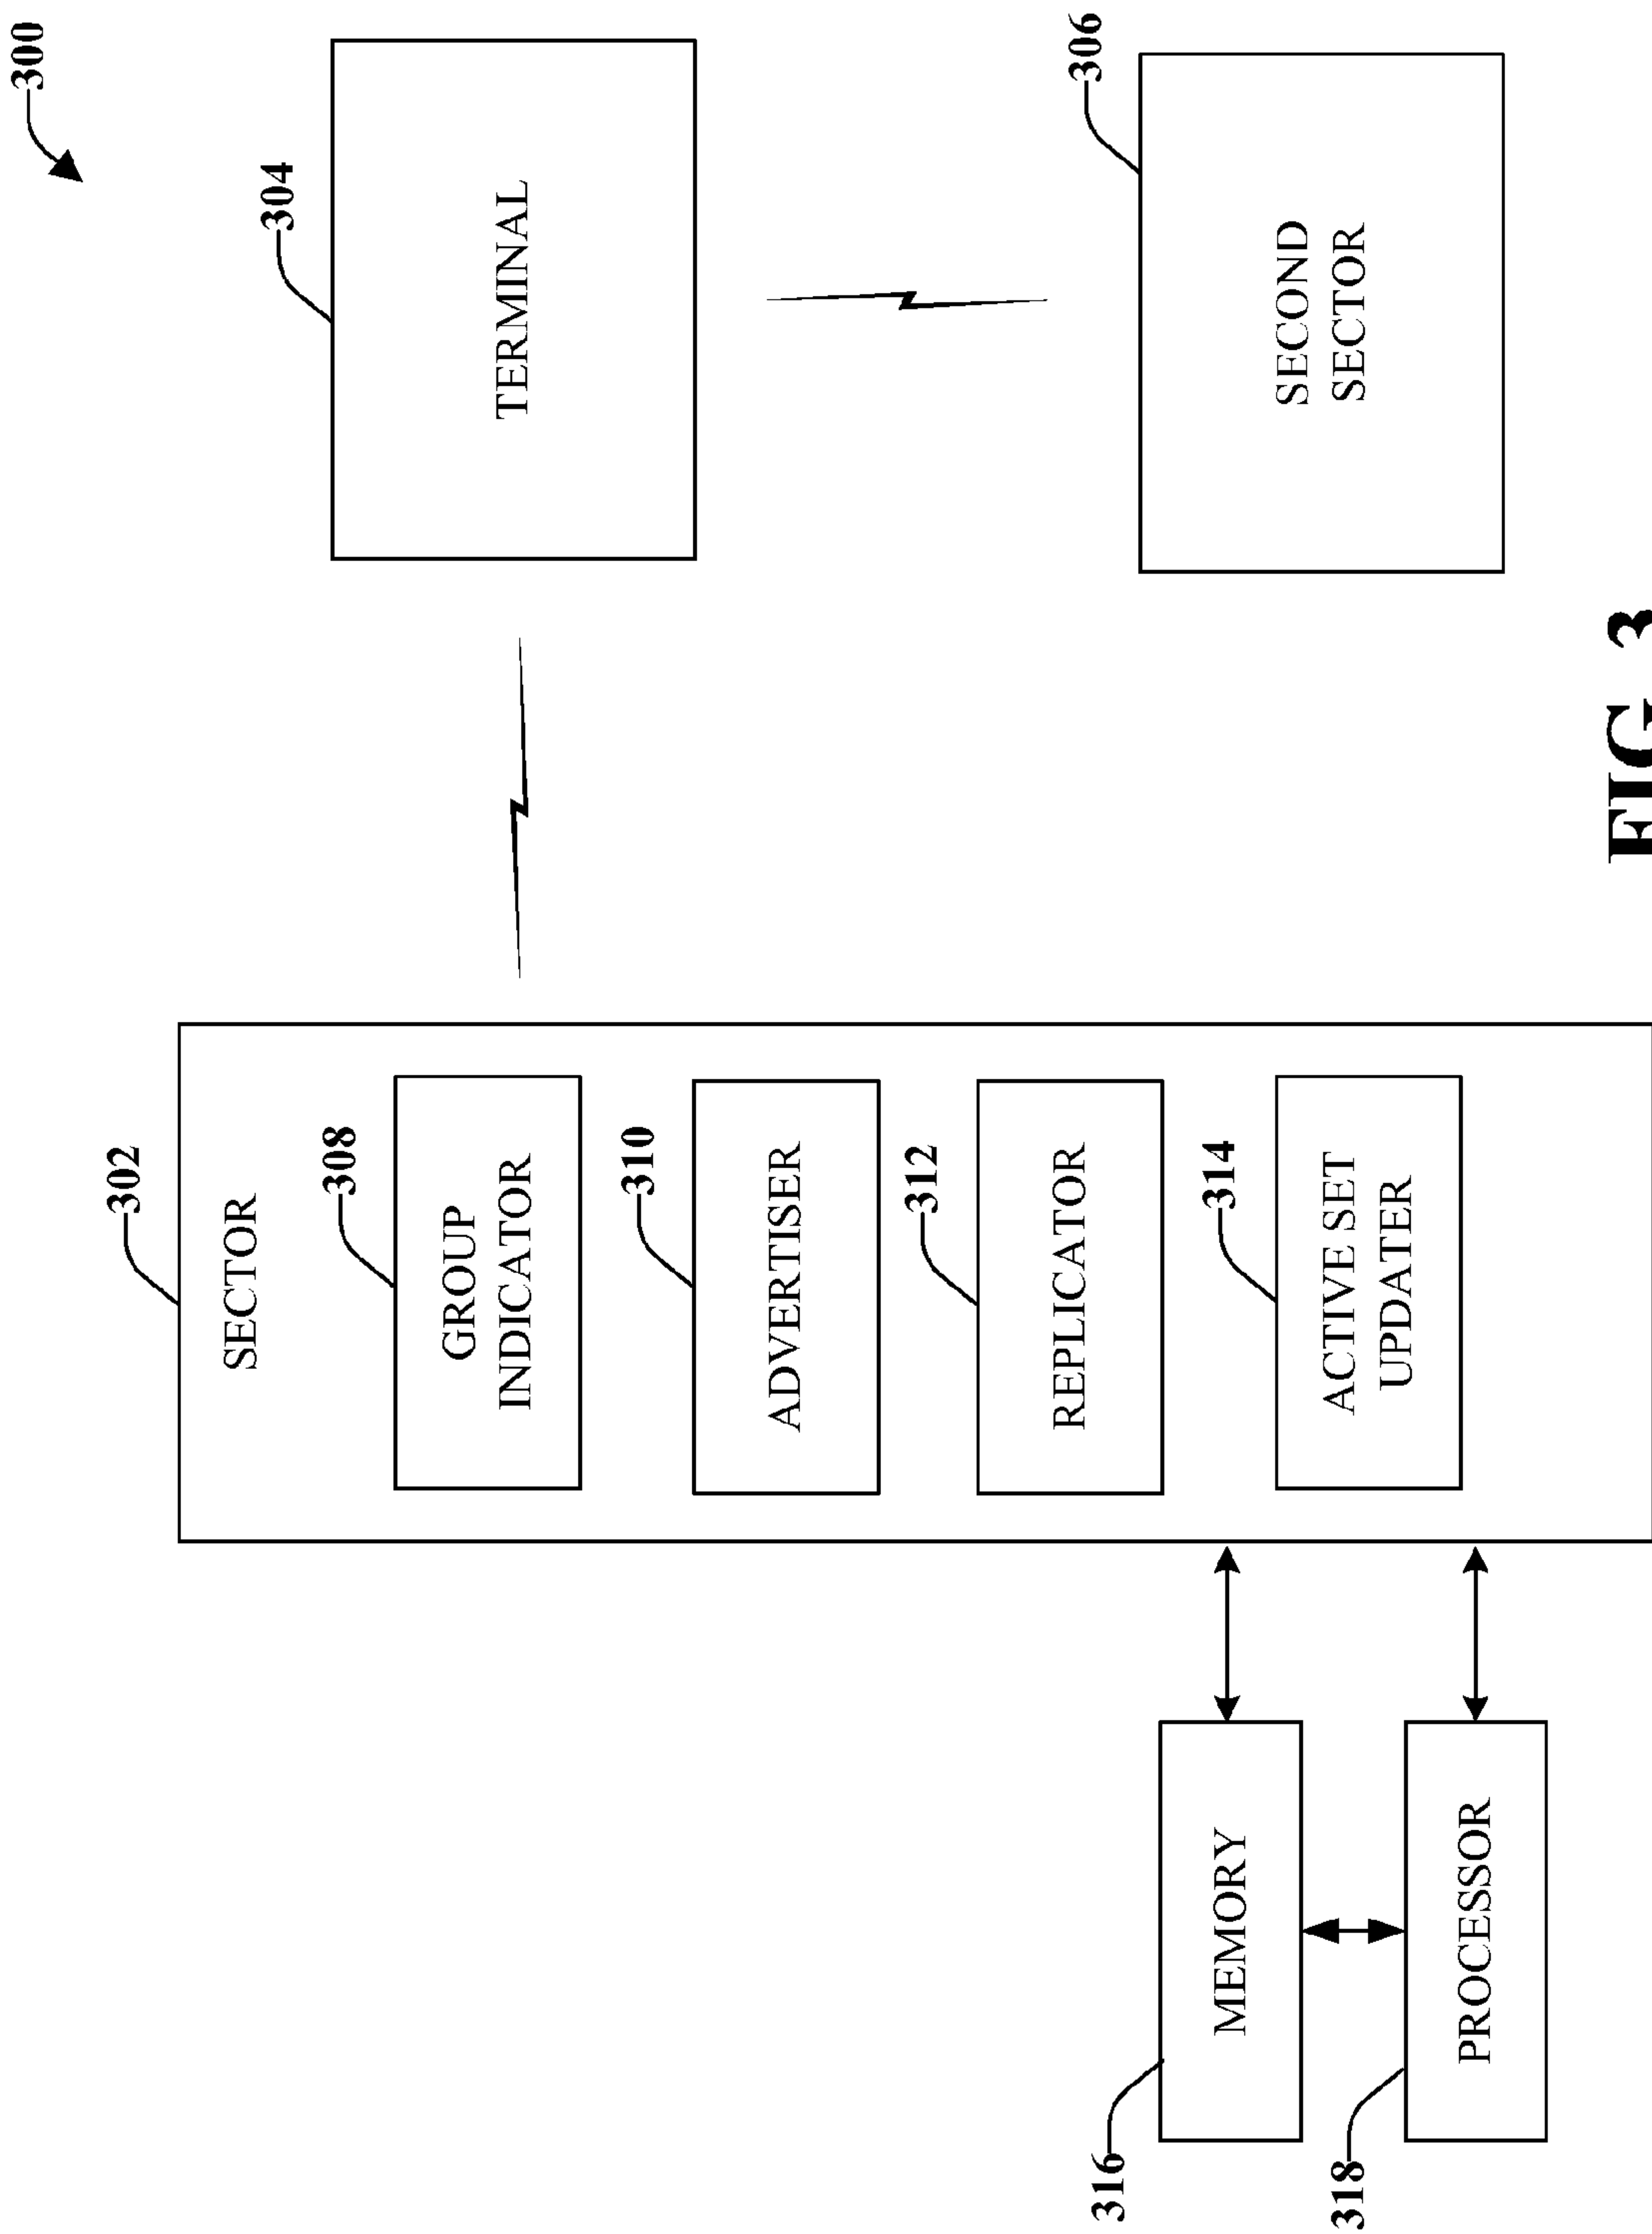 300
302
SECTOR
304
TERMINAL
308
GROUP
INDICATOR
310
ADVERTISER
312
REPLICATOR
314
ACTIVE SET
UPDATER
316
MEMORY
318
PROCESSOR
306
SECOND
SECTOR
FIG. 3